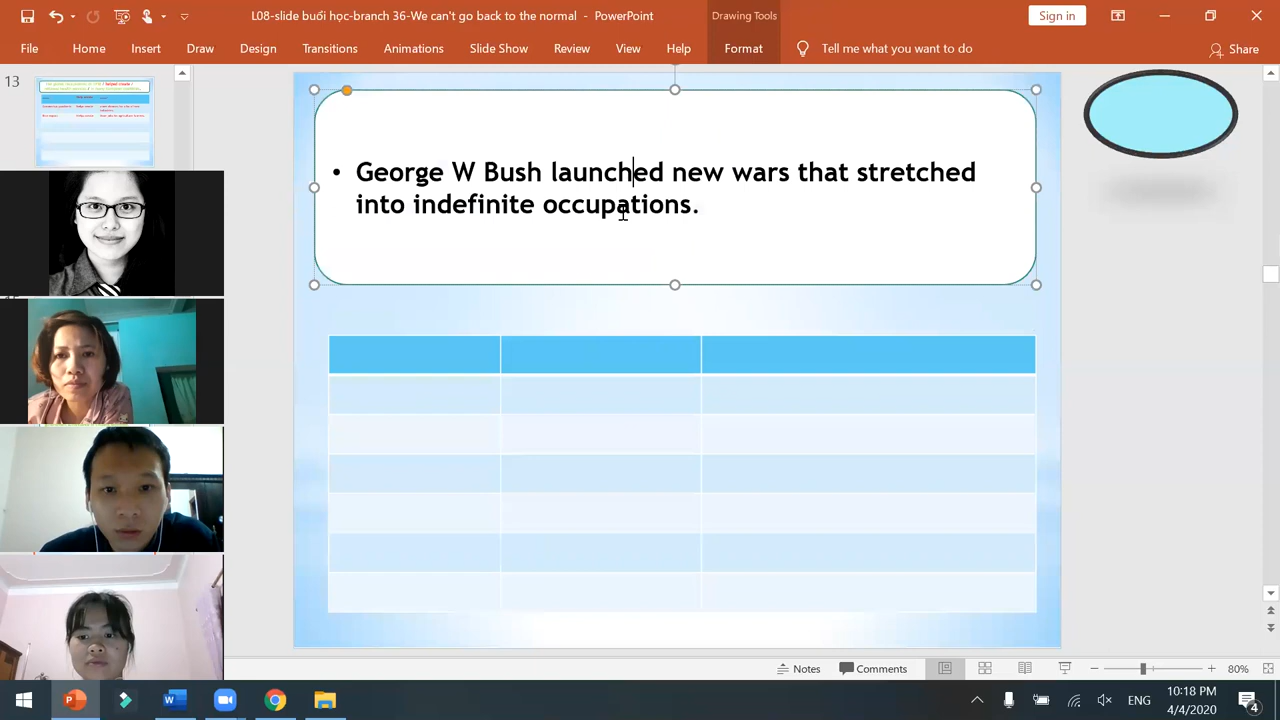 L08-slide buổi học-branch 36-We can't go back to the normal - PowerPoint
Drawing Tools
Sign in
File Home Insert Draw Design Transitions Animations Slide Show Review View Help Format Tell me what you want to do Share
13
• George W Bush launched new wars that stretched
into indefinite occupations.
Notes Comments 80%
ENG
10:18 PM
4/4/2020
4